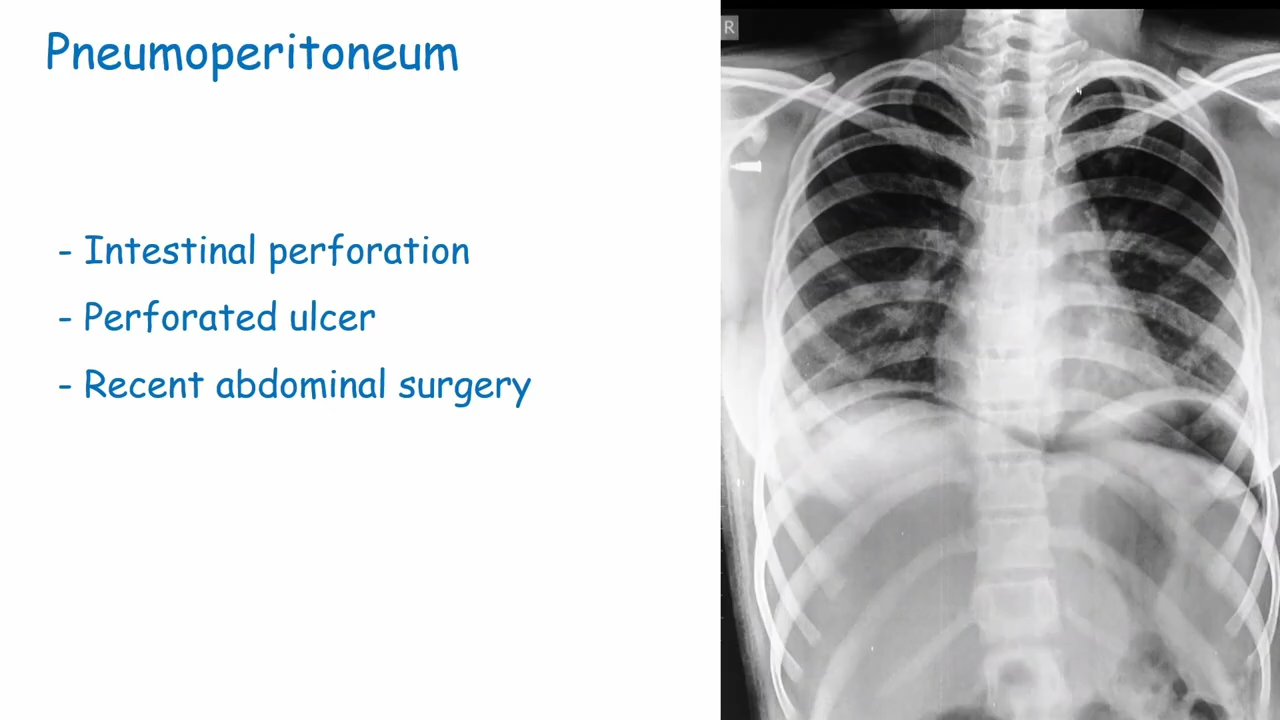 Pneumoperitoneum
R
- Intestinal perforation
- Perforated ulcer
- Recent abdominal surgery